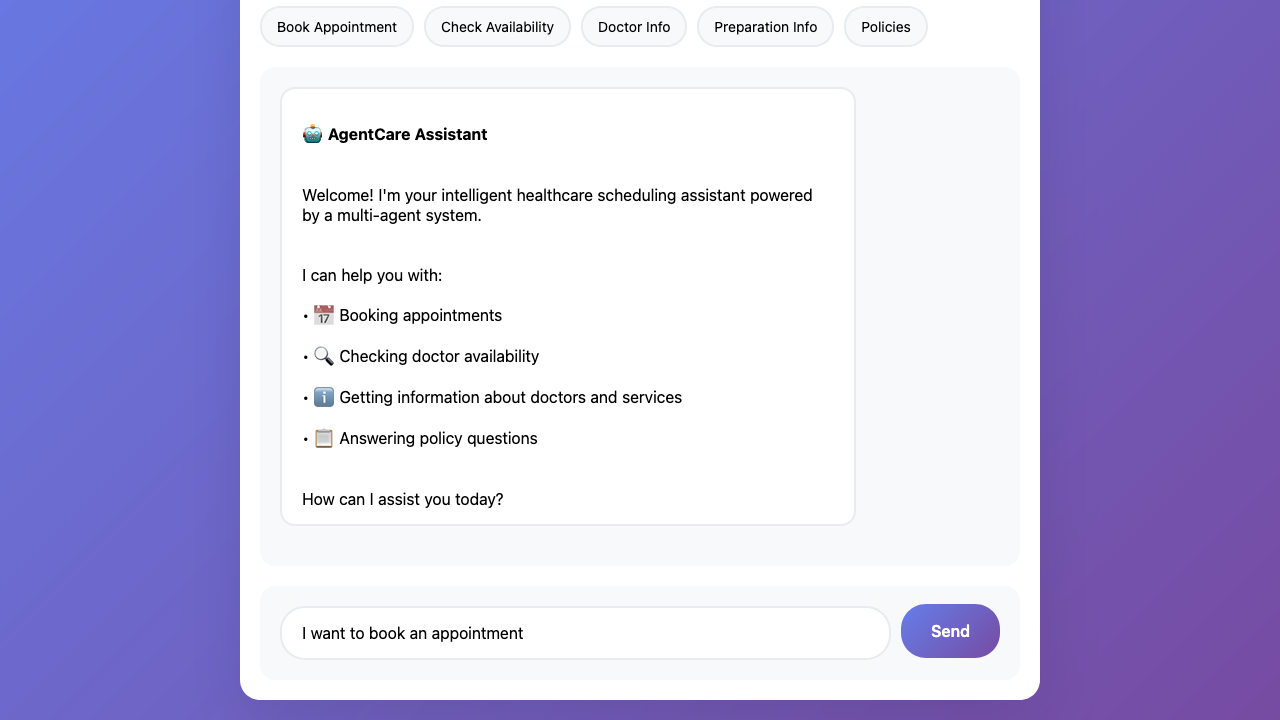 Book Appointment
Check Availability
Doctor Info
Preparation Info
Policies
🤖 AgentCare Assistant
Welcome! I'm your intelligent healthcare scheduling assistant powered
by a multi-agent system.
I can help you with:
• 📅 Booking appointments
• 🔍 Checking doctor availability
• ℹ️ Getting information about doctors and services
• 📋 Answering policy questions
How can I assist you today?
I want to book an appointment
Send